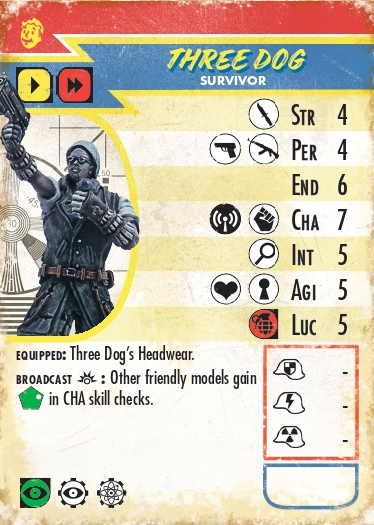 THREE DOG
SURVIVOR
STR 4
PER 4
END 6
CHA 7
INT 5
AGI 5
LUC 5
EQUIPPED: Three Dog's Headwear.
BROADCAST : Other friendly models gain
in CHA skill checks.
-
-
-